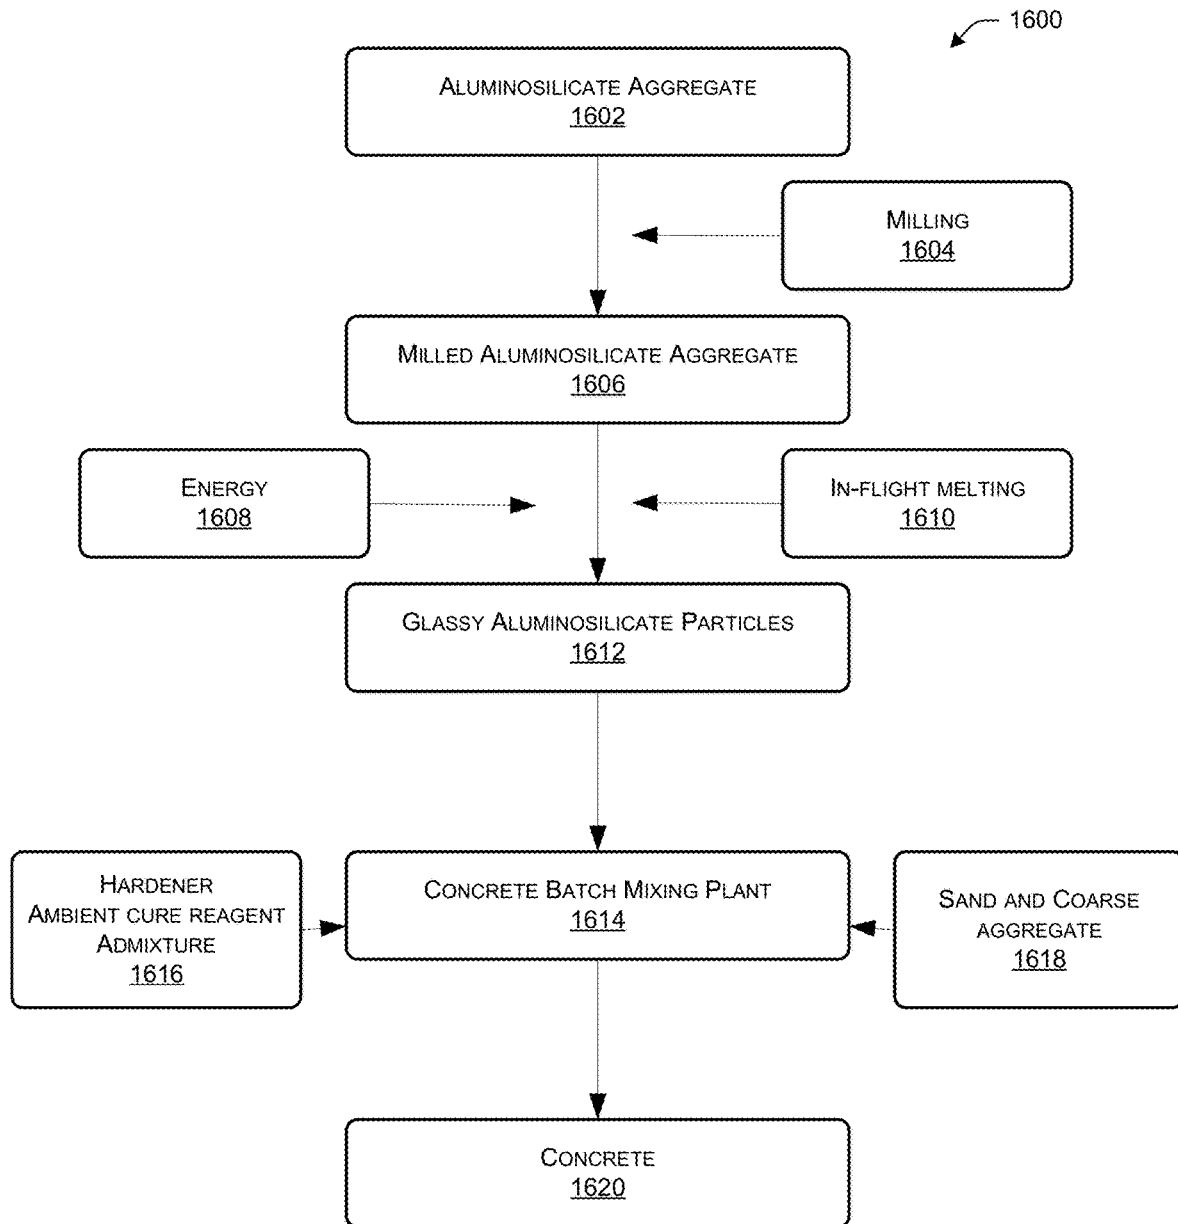 1600
Aluminosilicate Aggregate
1602
Milling
1604
Milled Aluminosilicate Aggregate
1606
Energy
1608
In-flight melting
1610
Glassy Aluminosilicate Particles
1612
Hardener
Ambient cure reagent
Admixture
1616
Concrete Batch Mixing Plant
1614
Sand and Coarse
aggregate
1618
Concrete
1620